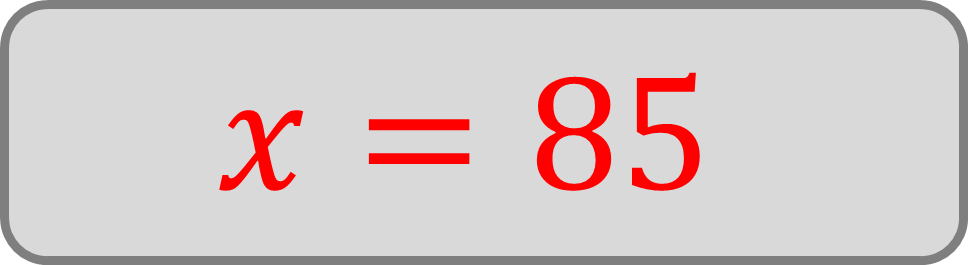 x = 85